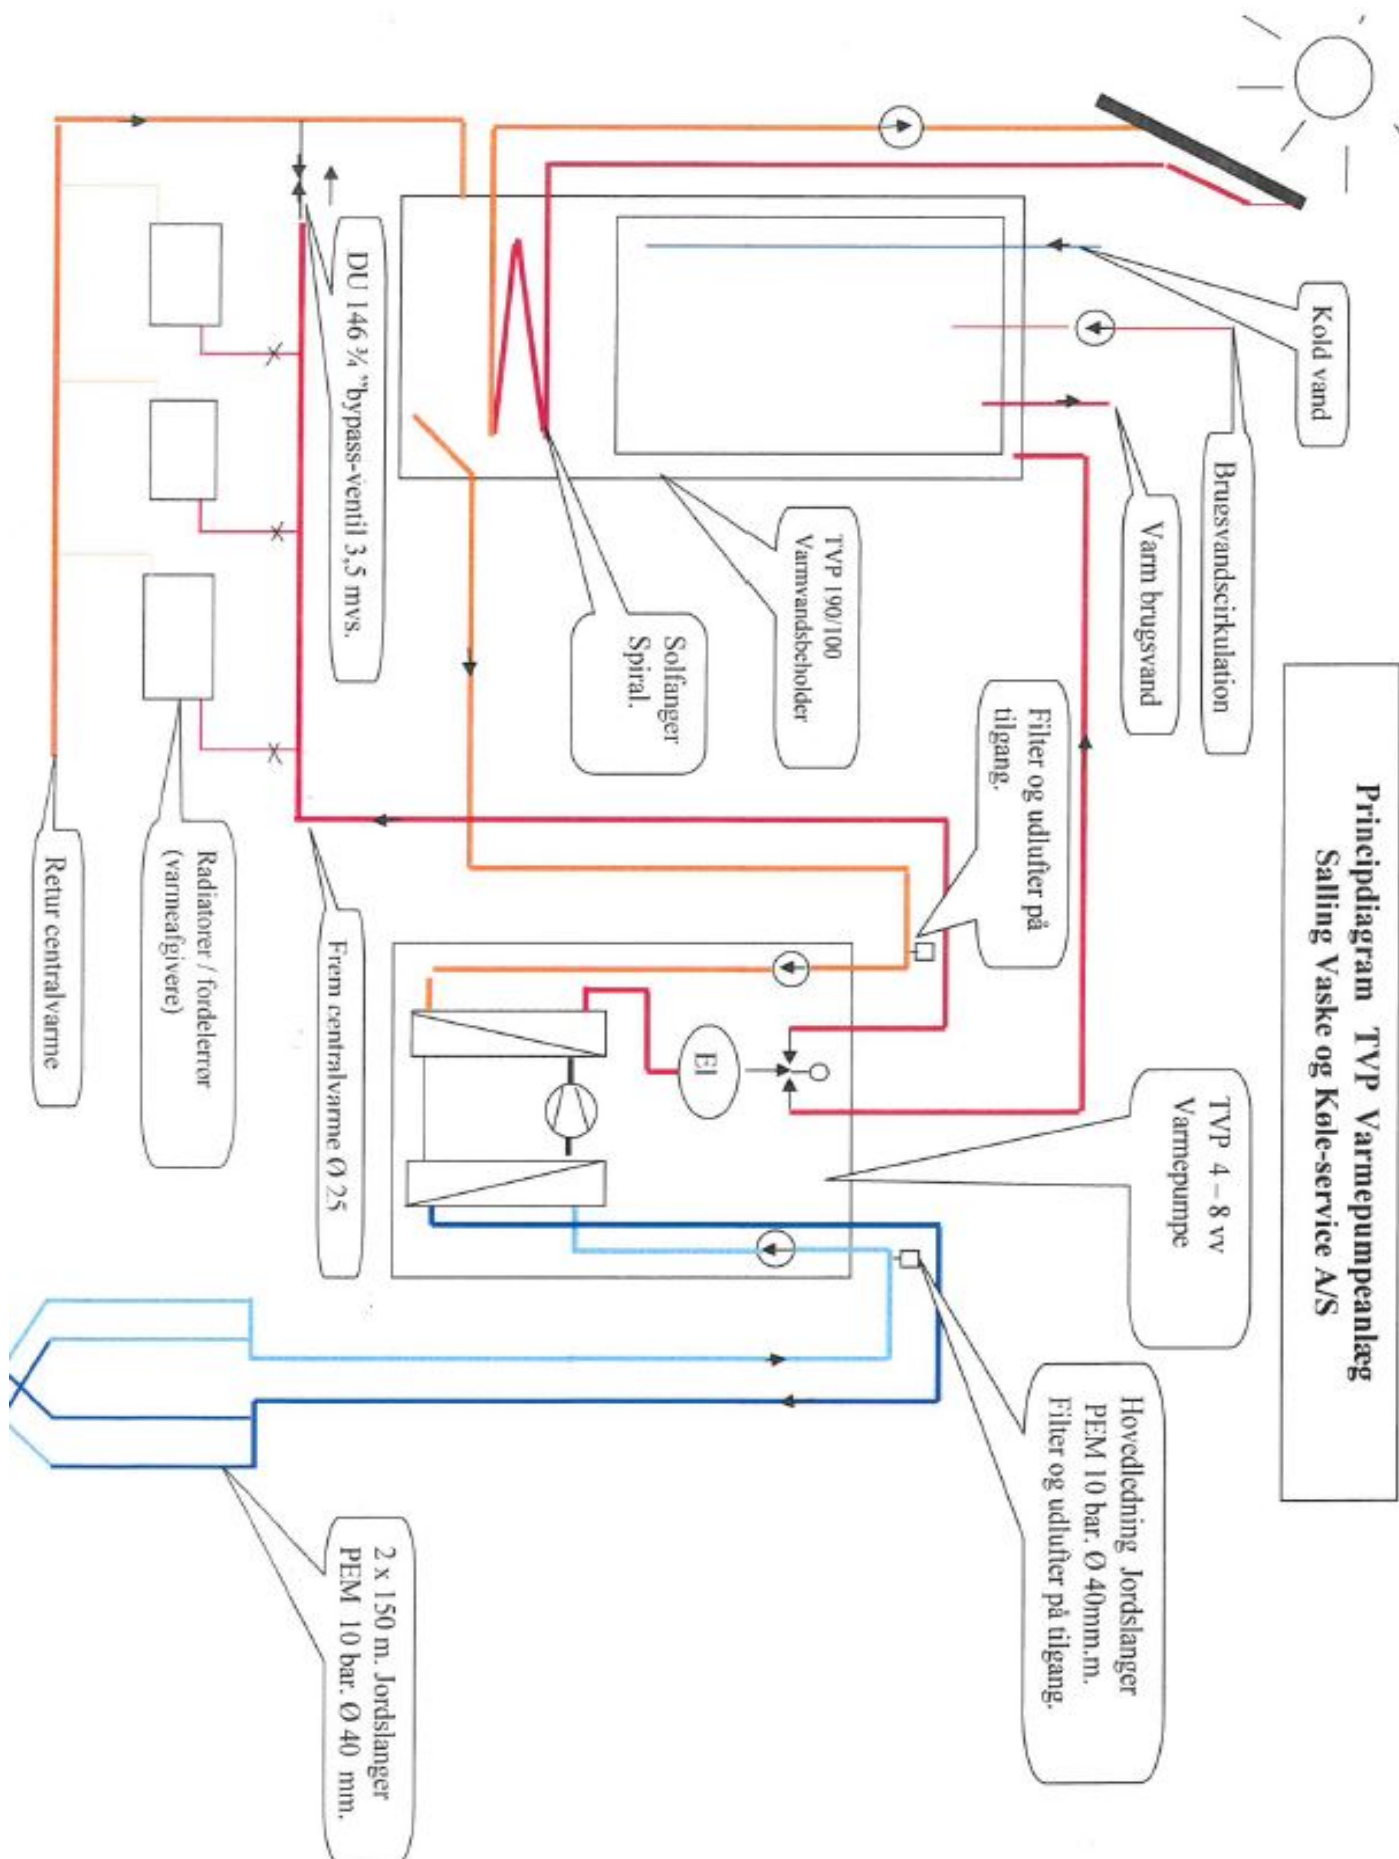 Principdiagram TVP Varmepumpeanlæg
Salling Vaske og Køle-service A/S
Kold vand
Brugsvandscirkulation
Varm brugsvand
TVP 4 – 8 vv
Varmepumpe
Hovedledning Jordslanger
PEM 10 bar. Ø 40mm.m.
Filter og udlufter på tilgang.
Filter og udlufter på
tilgang.
TVP 190/100
Varmvandsbeholder
Solfanger
Spiral.
El
DU 146 ¾ "bypass-ventil 3,5 mvs.
Frem centralvarme Ø 25
2 x 150 m. Jordslanger
PEM 10 bar. Ø 40 mm.
Radiatorer / fordelerrør
(varmeafgivere)
Retur centralvarme